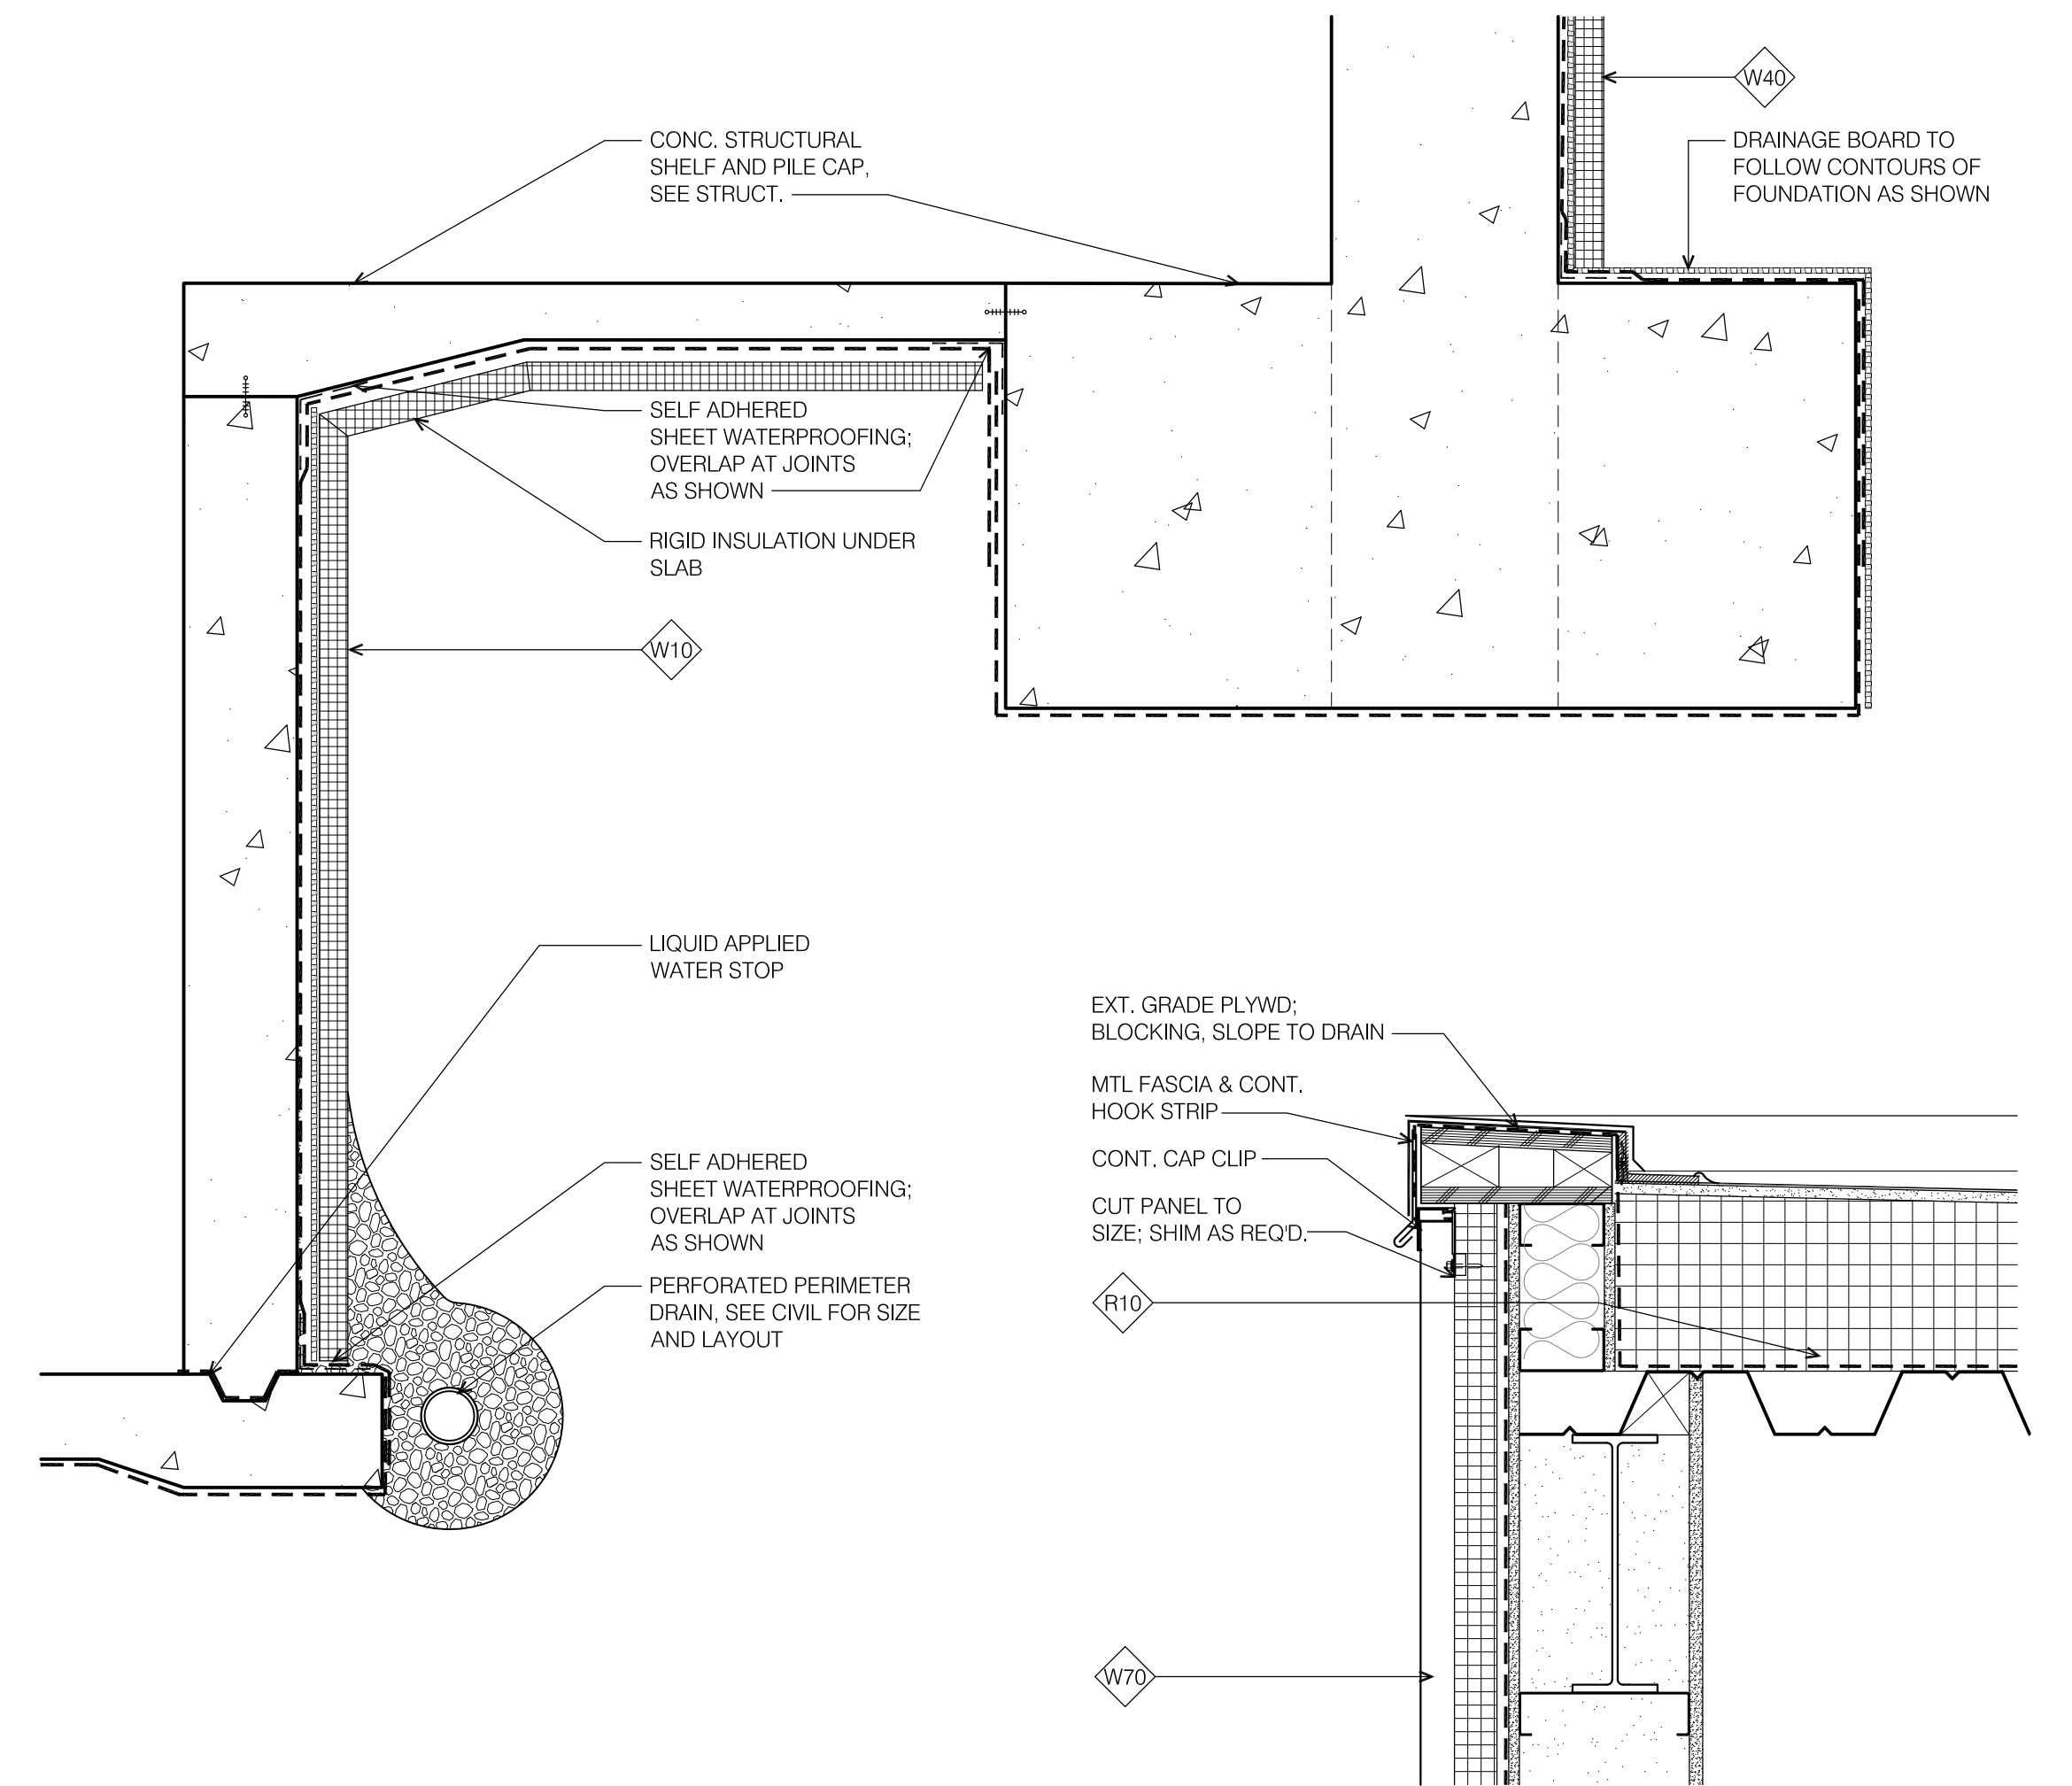 W40
DRAINAGE BOARD TO
FOLLOW CONTOURS OF
FOUNDATION AS SHOWN
CONC. STRUCTURAL
SHELF AND PILE CAP,
SEE STRUCT.
SELF ADHERED
SHEET WATERPROOFING;
OVERLAP AT JOINTS
AS SHOWN
RIGID INSULATION UNDER
SLAB
W10
LIQUID APPLIED
WATER STOP
SELF ADHERED
SHEET WATERPROOFING;
OVERLAP AT JOINTS
AS SHOWN
PERFORATED PERIMETER
DRAIN, SEE CIVIL FOR SIZE
AND LAYOUT
EXT. GRADE PLYWD;
BLOCKING, SLOPE TO DRAIN
MTL FASCIA & CONT.
HOOK STRIP
CONT. CAP CLIP
CUT PANEL TO
SIZE; SHIM AS REQ'D.
R10
W70